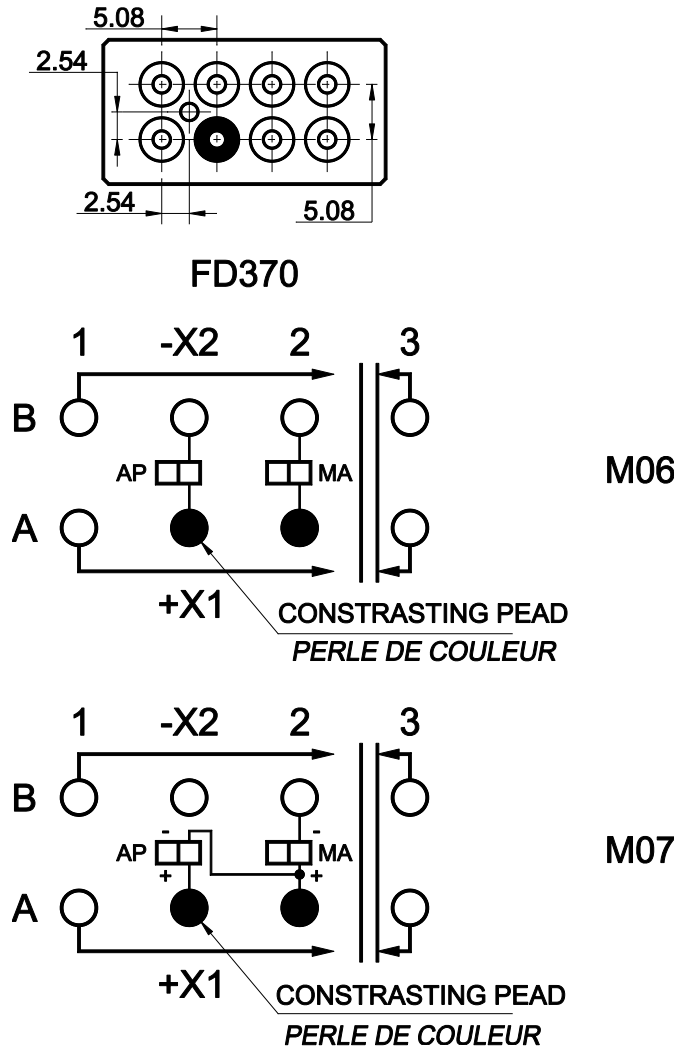 5.08
2.54
2.54
5.08
FD370
1 -X2 2 3
B
AP MA
M06
A
+X1
CONSTRASTING PEAD
PERLE DE COULEUR
1 -X2 2 3
B
- -
AP MA
M07
+ +
A
+X1
CONSTRASTING PEAD
PERLE DE COULEUR